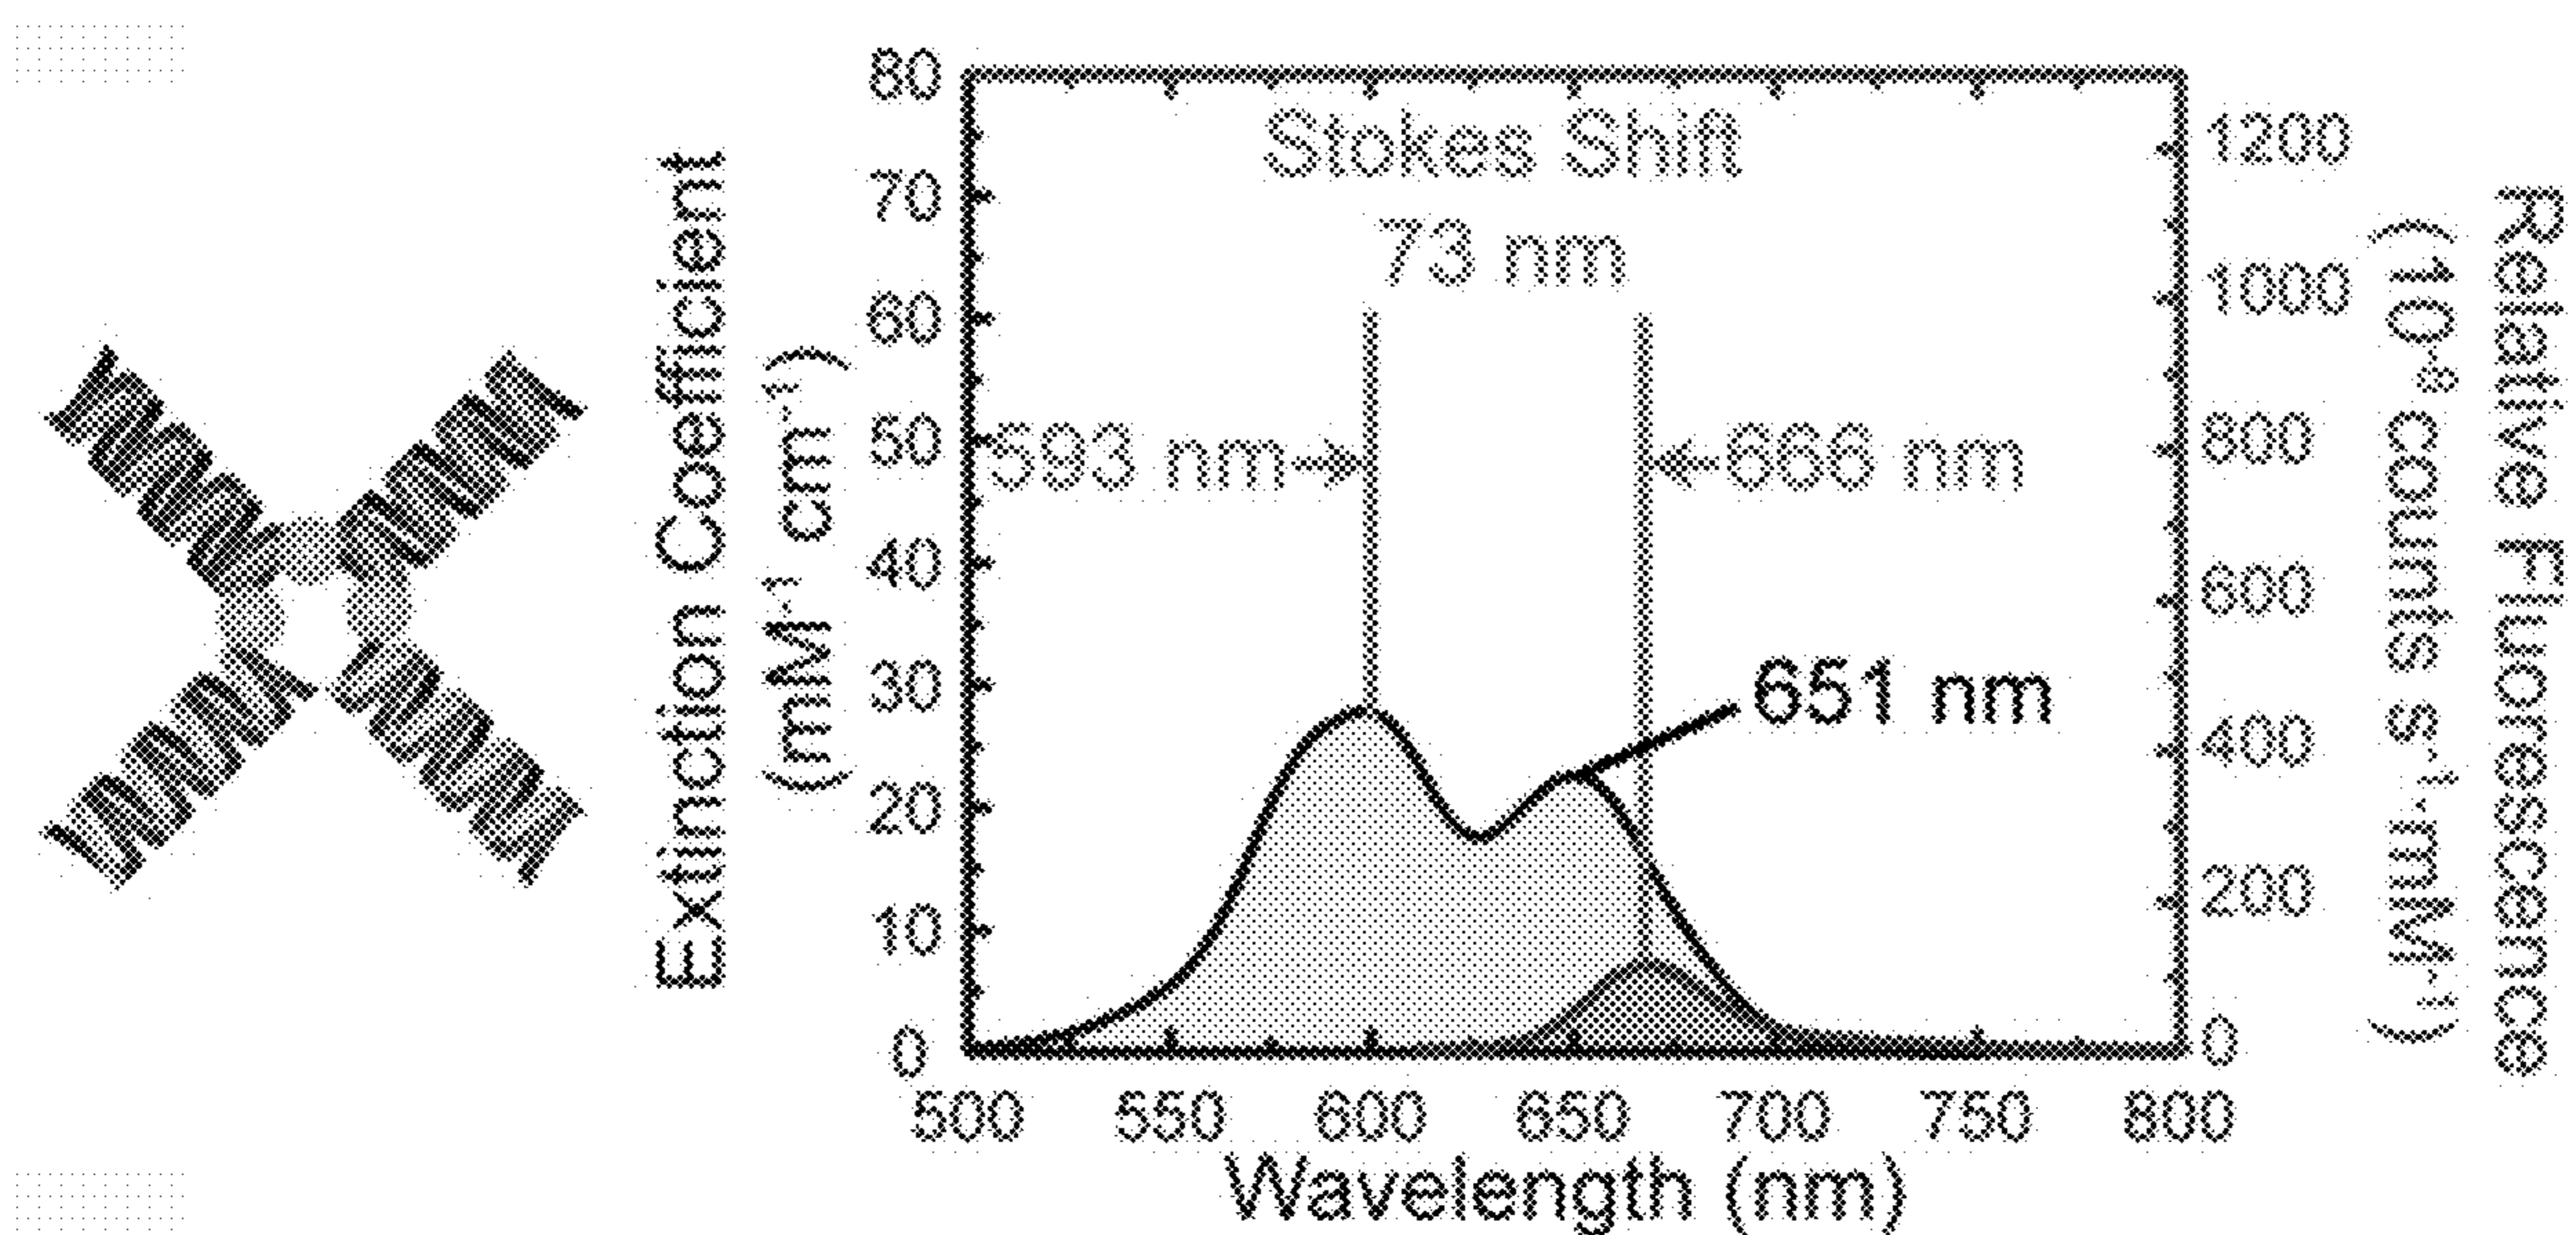 Extinction Coefficient
(mM⁻¹ cm⁻¹)
80
70
60
50
40
30
20
10
0
Stokes Shift
73 nm
593 nm
666 nm
651 nm
500 550 600 650 700 750 800
Wavelength (nm)
1200
1000
800
600
400
200
0
Relative Fluorescence
(10⁻⁸ counts s⁻¹·mM⁻¹)